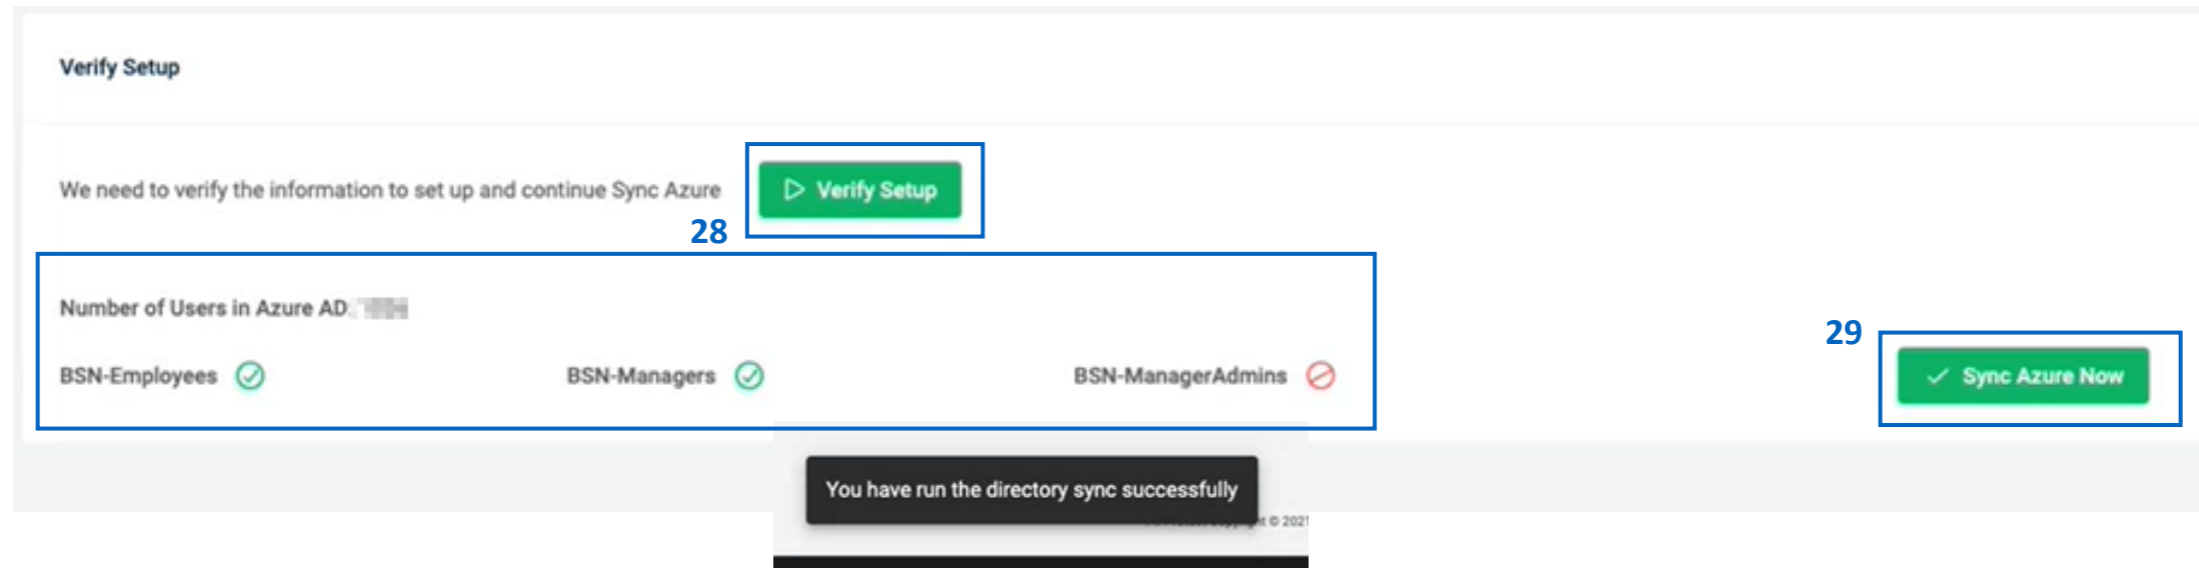 Verify Setup
We need to verify the information to set up and continue Sync Azure
Verify Setup
28
Number of Users in Azure AD
BSN-Employees
BSN-Managers
BSN-ManagerAdmins
29
Sync Azure Now
You have run the directory sync successfully
© 2021